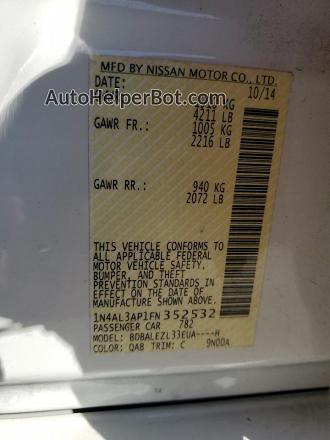 MFD BY NISSAN MOTOR CO., LTD.
DATE: 10/14
AutoHelperBot.com
4211 LB
GAWR FR.: 1005 KG
2216 LB
GAWR RR.: 940 KG
2072 LB
THIS VEHICLE CONFORMS TO
ALL APPLICABLE FEDERAL
MOTOR VEHICLE SAFETY,
BUMPER, AND THEFT
PREVENTION STANDARDS IN
EFFECT ON THE DATE OF
MANUFACTURE SHOWN ABOVE.
1N4AL3AP1FN352532
PASSENGER CAR 782
MODEL: BDBALEZL33EUA----H
COLOR: QAB TRIM: C 9N00A